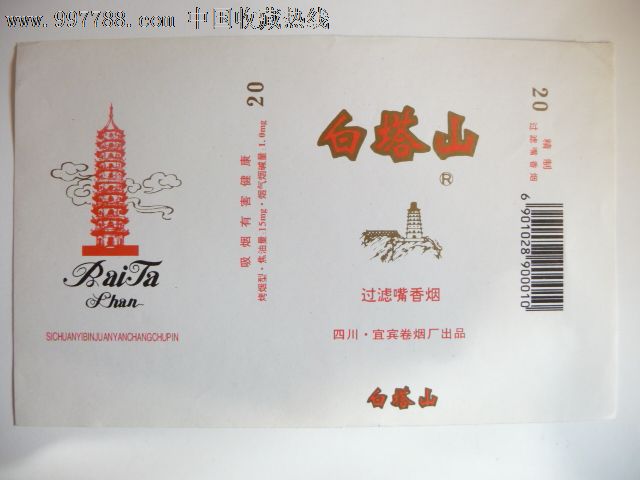 www.997788.com 中国收藏热线
BaiTa
Shan
SICHUANYIBINJUANYANCHANGCHUPIN
20
吸烟有害健康
烤烟型·焦油量:15mg·烟气烟碱量:1.0mg
白塔山
®
过滤嘴香烟
四川·宜宾卷烟厂出品
白塔山
精制
20过滤嘴香烟
6901028900010